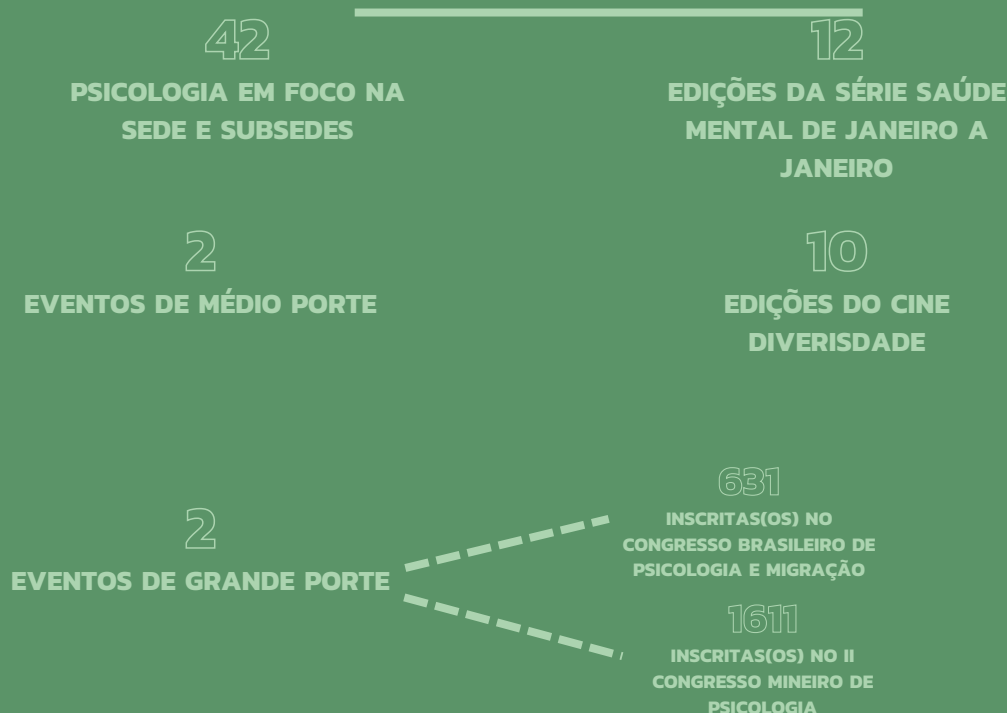 42
PSICOLOGIA EM FOCO NA
SEDE E SUBSEDES
12
EDIÇÕES DA SÉRIE SAÚDE
MENTAL DE JANEIRO A
JANEIRO
2
EVENTOS DE MÉDIO PORTE
10
EDIÇÕES DO CINE
DIVERISDADE
2
EVENTOS DE GRANDE PORTE
631
INSCRITAS(OS) NO
CONGRESSO BRASILEIRO DE
PSICOLOGIA E MIGRAÇÃO
1611
INSCRITAS(OS) NO II
CONGRESSO MINEIRO DE
PSICOLOGIA